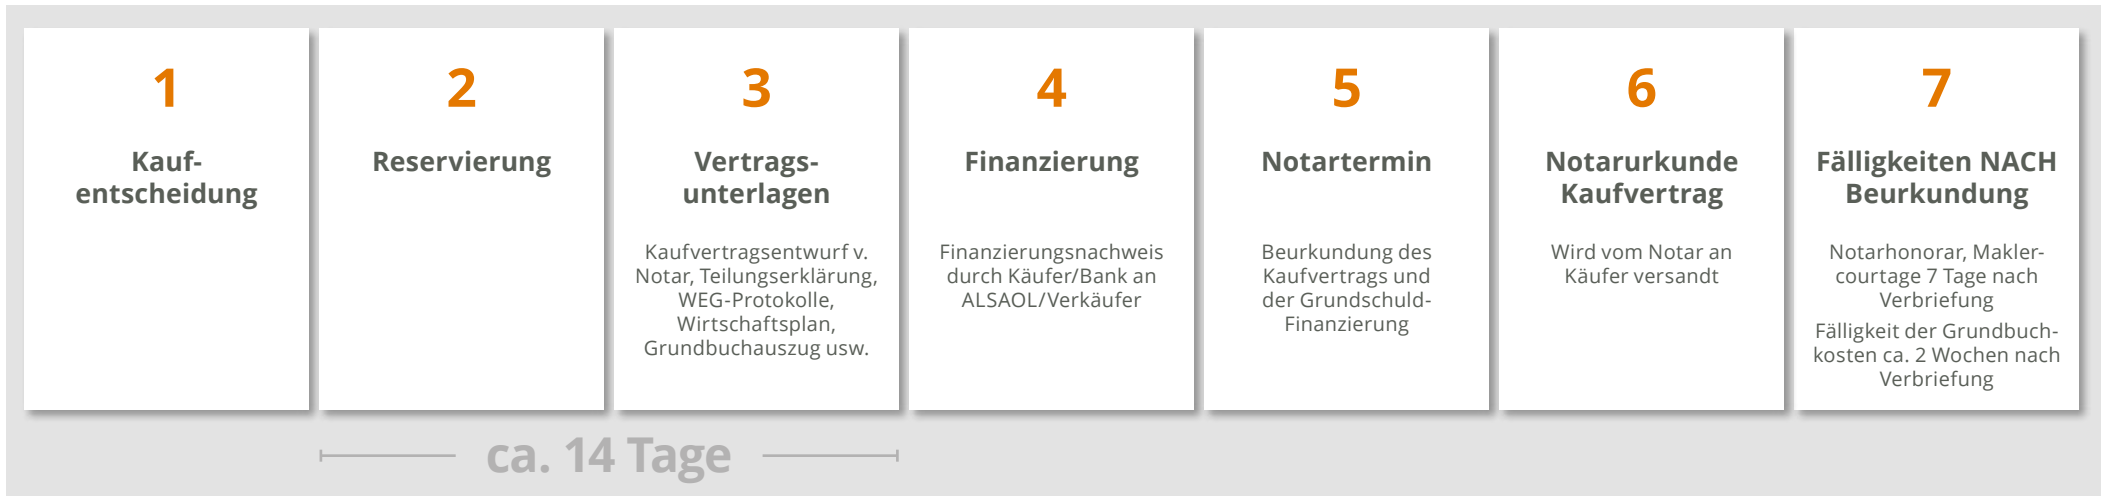 1
Kauf-
entscheidung
2
Reservierung
3
Vertrags-
unterlagen
Kaufvertragsentwurf v.
Notar, Teilungserklärung,
WEG-Protokolle,
Wirtschaftsplan,
Grundbuchauszug usw.
4
Finanzierung
Finanzierungsnachweis
durch Käufer/Bank an
ALSAOL/Verkäufer
5
Notartermin
Beurkundung des
Kaufvertrags und
der Grundschuld-
Finanzierung
6
Notarurkunde
Kaufvertrag
Wird vom Notar an
Käufer versandt
7
Fälligkeiten NACH
Beurkundung
Notarhonorar, Makler-
courtage 7 Tage nach
Verbriefung
Fälligkeit der Grundbuch-
kosten ca. 2 Wochen nach
Verbriefung
ca. 14 Tage